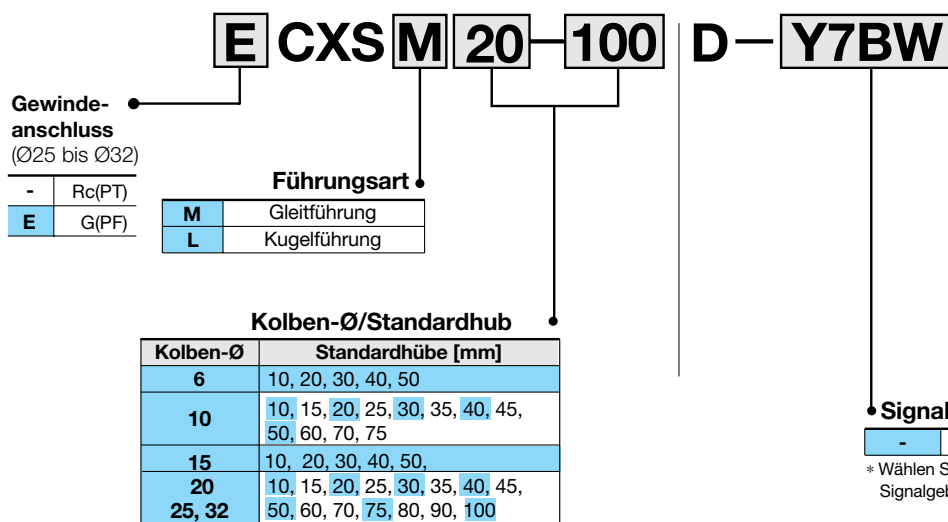 E CXS M 20-100 D - Y7BW
Gewinde-
anschluss
(Ø25 bis Ø32)
- Rc(PT)
E G(PF)
Führungsart
M Gleitführung
L Kugelführung
Kolben-Ø/Standardhub
Kolben-Ø Standardhübe [mm]
6 10, 20, 30, 40, 50
10 10, 15, 20, 25, 30, 35, 40, 45,
50, 60, 70, 75
15 10, 20, 30, 40, 50,
20 10, 15, 20, 25, 30, 35, 40, 45,
25, 32 50, 60, 70, 75, 80, 90, 100
Signal
-
* Wählen S
Signalgeb